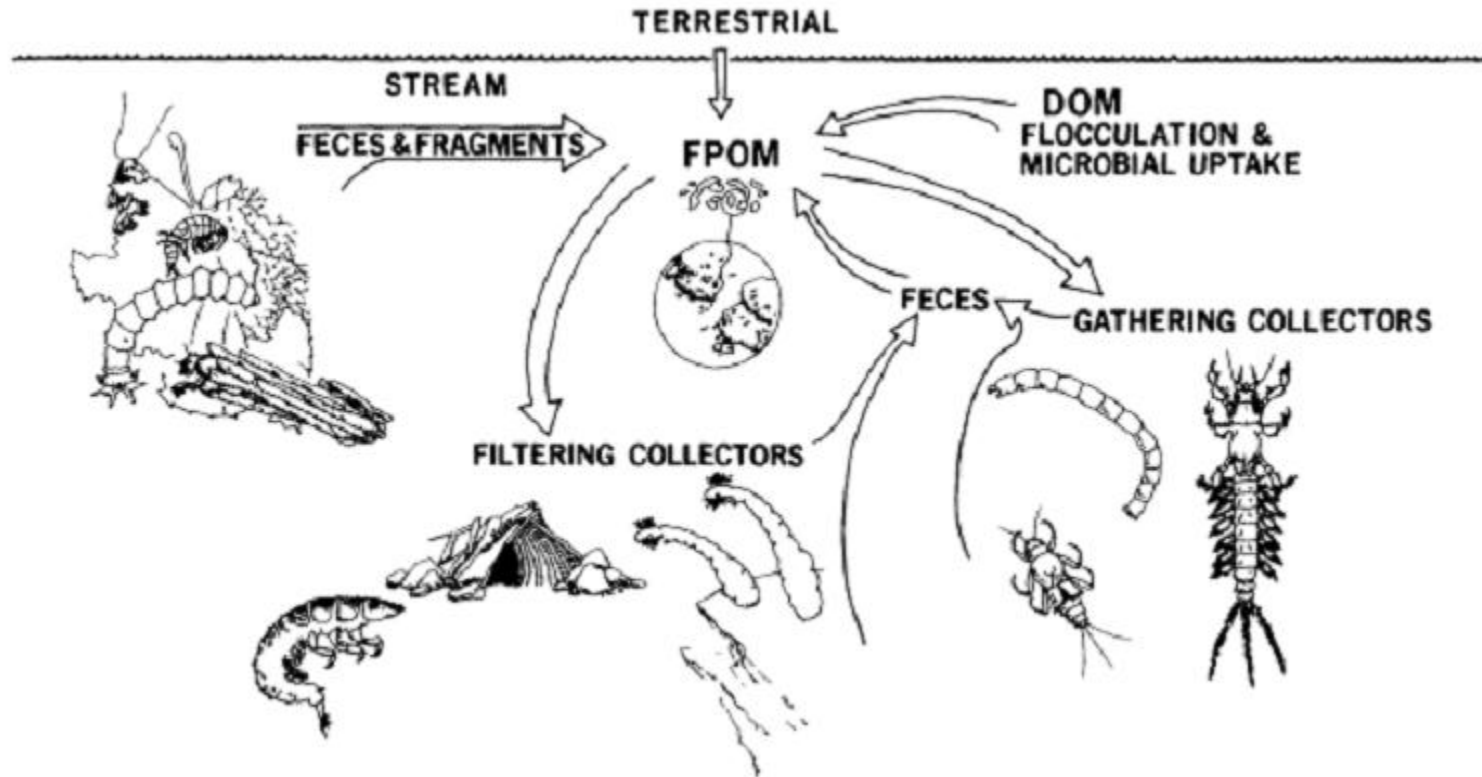 TERRESTRIAL
STREAM
FECES & FRAGMENTS
FPOM
DOM
FLOCCULATION &
MICROBIAL UPTAKE
FECES
GATHERING COLLECTORS
FILTERING COLLECTORS